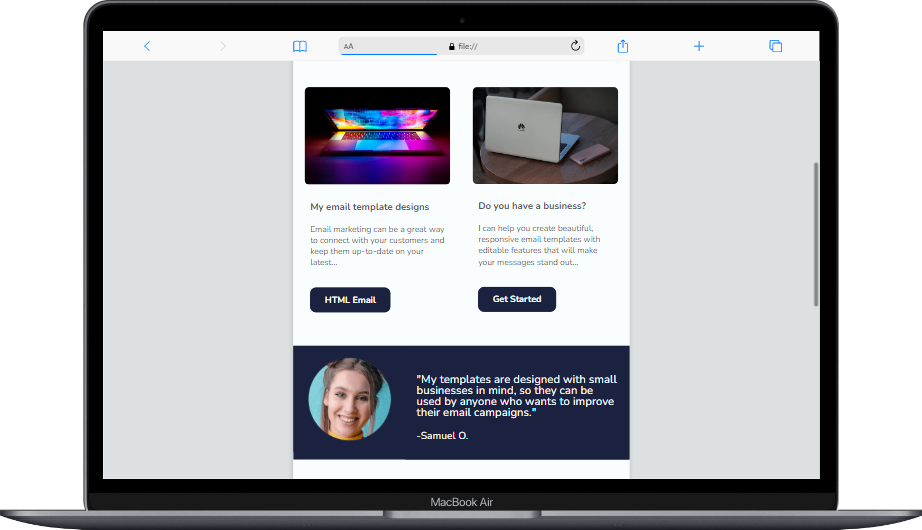 AA
file://
My email template designs
Email marketing can be a great way
to connect with your customers and
keep them up-to-date on your
latest...
HTML Email
Do you have a business?
I can help you create beautiful,
responsive email templates with
editable features that will make
your messages stand out...
Get Started
"My templates are designed with small
businesses in mind, so they can be
used by anyone who wants to improve
their email campaigns."
-Samuel O.
MacBook Air